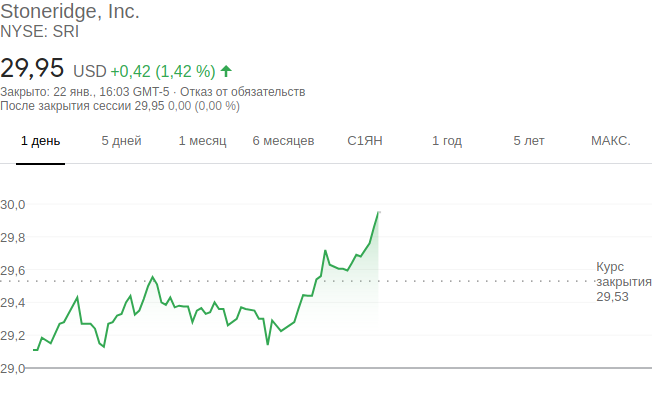 Stoneridge, Inc.
NYSE: SRI
29,95 USD +0,42 (1,42 %)
Закрыто: 22 янв., 16:03 GMT-5 · Отказ от обязательств
После закрытия сессии 29,95 0,00 (0,00 %)
1 день 5 дней 1 месяц 6 месяцев С1ЯН 1 год 5 лет МАКС.
30,0
29,8
29,6
Курс
закрытия
29,53
29,4
29,2
29,0